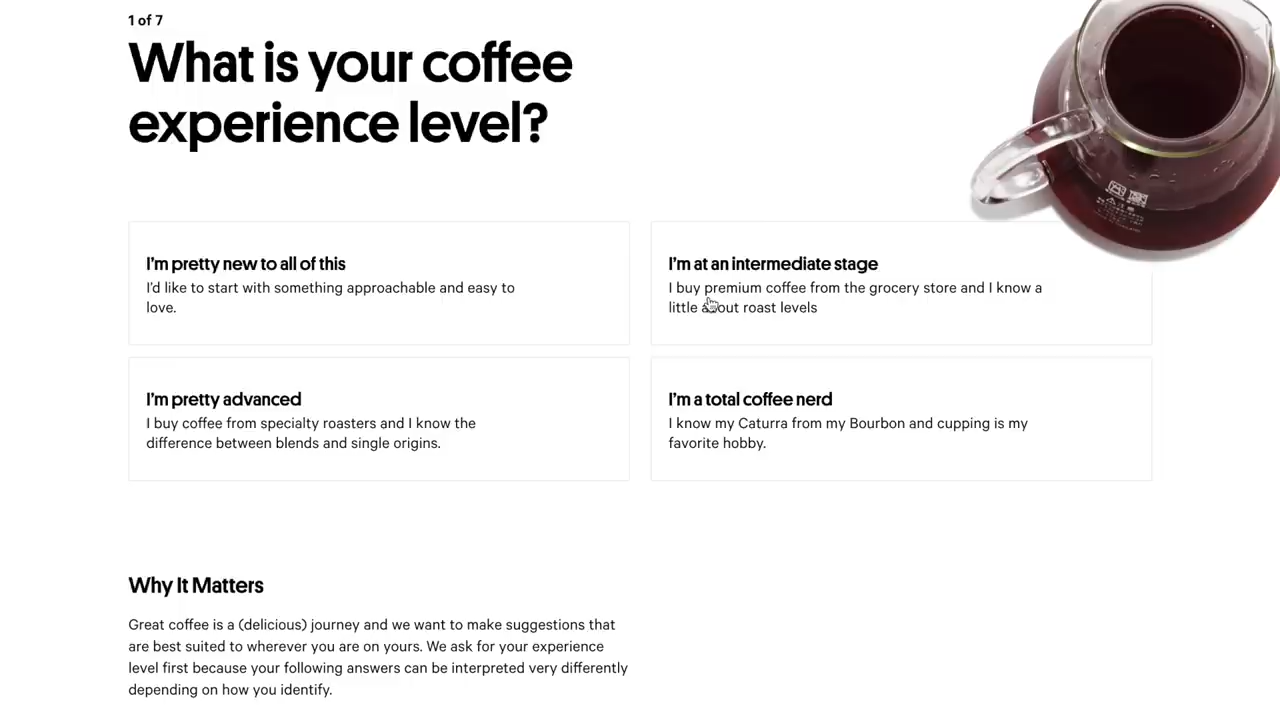 1 of 7
What is your coffee
experience level?
I'm pretty new to all of this
I'd like to start with something approachable and easy to
love.
I'm at an intermediate stage
I buy premium coffee from the grocery store and I know a
little about roast levels
I'm pretty advanced
I buy coffee from specialty roasters and I know the
difference between blends and single origins.
I'm a total coffee nerd
I know my Caturra from my Bourbon and cupping is my
favorite hobby.
Why It Matters
Great coffee is a (delicious) journey and we want to make suggestions that
are best suited to wherever you are on yours. We ask for your experience
level first because your following answers can be interpreted very differently
depending on how you identify.